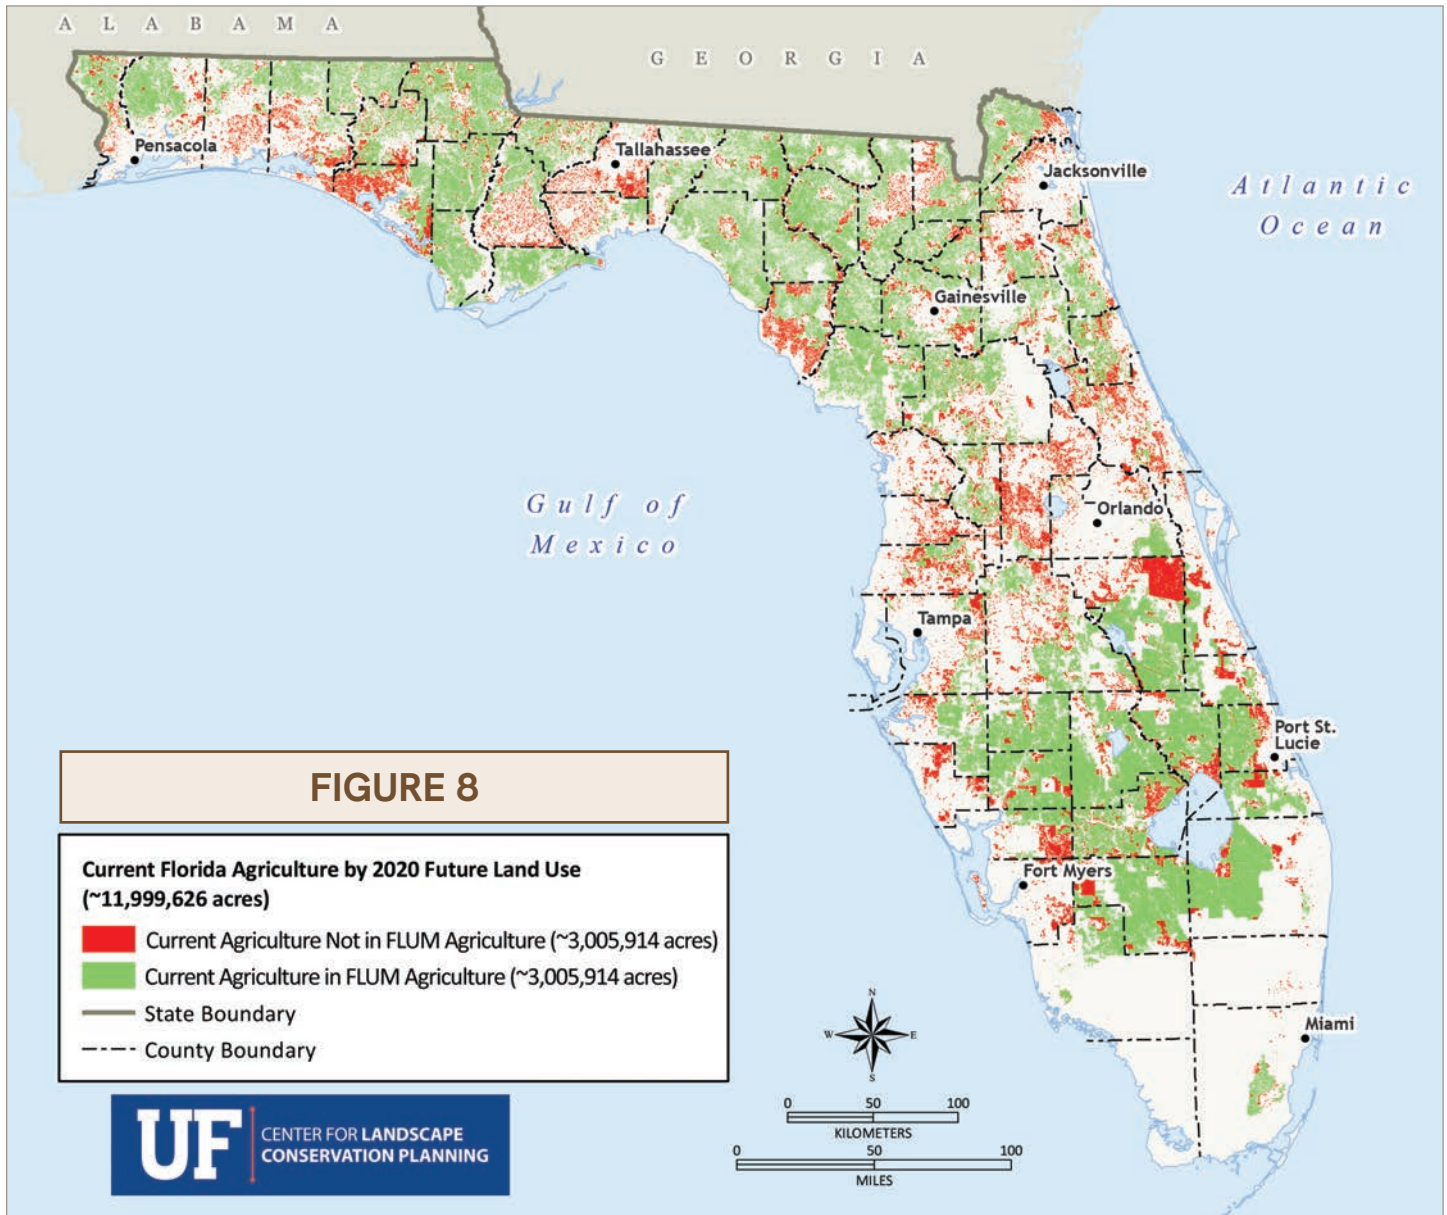 A L A B A M A
G E O R G I A
Pensacola
Tallahassee
Jacksonville
Atlantic
Ocean
Gainesville
Gulf of
Mexico
Orlando
Tampa
Port St.
Lucie
FIGURE 8
Current Florida Agriculture by 2020 Future Land Use
(~11,999,626 acres)
Current Agriculture Not in FLUM Agriculture (~3,005,914 acres)
Current Agriculture in FLUM Agriculture (~3,005,914 acres)
State Boundary
County Boundary
Fort Myers
N
W E
S
Miami
0 50 100
KILOMETERS
0 50 100
MILES
UF CENTER FOR LANDSCAPE
CONSERVATION PLANNING